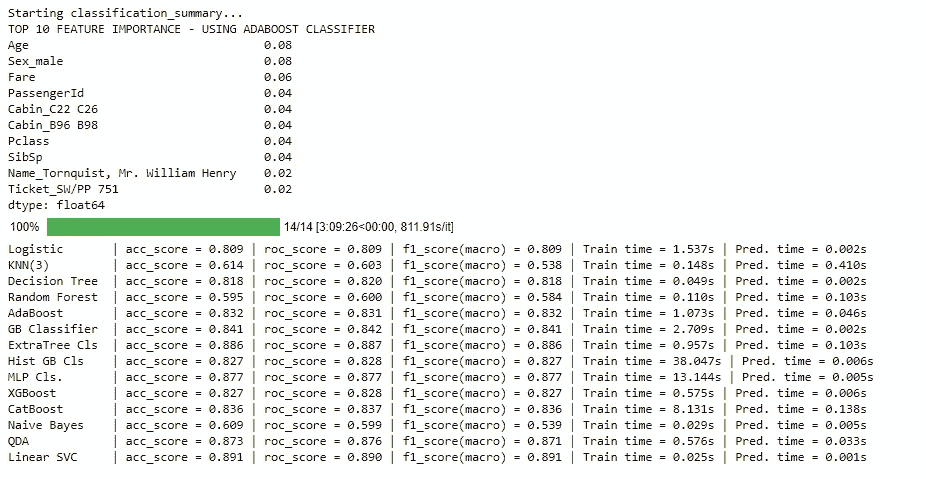 Starting classification_summary...
TOP 10 FEATURE IMPORTANCE - USING ADABOOST CLASSIFIER
Age 0.08
Sex_male 0.08
Fare 0.06
PassengerId 0.04
Cabin_C22 C26 0.04
Cabin_B96 B98 0.04
Pclass 0.04
SibSp 0.04
Name_Tornquist, Mr. William Henry 0.02
Ticket_SW/PP 751 0.02
dtype: float64
100% 14/14 [3:09:26<00:00, 811.91s/it]
Logistic | acc_score = 0.809 | roc_score = 0.809 | f1_score(macro) = 0.809 | Train time = 1.537s | Pred. time = 0.002s
KNN(3) | acc_score = 0.614 | roc_score = 0.603 | f1_score(macro) = 0.538 | Train time = 0.148s | Pred. time = 0.410s
Decision Tree | acc_score = 0.818 | roc_score = 0.820 | f1_score(macro) = 0.818 | Train time = 0.049s | Pred. time = 0.002s
Random Forest | acc_score = 0.595 | roc_score = 0.600 | f1_score(macro) = 0.584 | Train time = 0.110s | Pred. time = 0.103s
AdaBoost | acc_score = 0.832 | roc_score = 0.831 | f1_score(macro) = 0.832 | Train time = 1.073s | Pred. time = 0.046s
GB Classifier | acc_score = 0.841 | roc_score = 0.842 | f1_score(macro) = 0.841 | Train time = 2.709s | Pred. time = 0.002s
ExtraTree Cls | acc_score = 0.886 | roc_score = 0.887 | f1_score(macro) = 0.886 | Train time = 0.957s | Pred. time = 0.103s
Hist GB Cls | acc_score = 0.827 | roc_score = 0.828 | f1_score(macro) = 0.827 | Train time = 38.047s | Pred. time = 0.006s
MLP Cls. | acc_score = 0.877 | roc_score = 0.877 | f1_score(macro) = 0.877 | Train time = 13.144s | Pred. time = 0.005s
XGBoost | acc_score = 0.827 | roc_score = 0.828 | f1_score(macro) = 0.827 | Train time = 0.575s | Pred. time = 0.006s
CatBoost | acc_score = 0.836 | roc_score = 0.837 | f1_score(macro) = 0.836 | Train time = 8.131s | Pred. time = 0.138s
Naive Bayes | acc_score = 0.609 | roc_score = 0.599 | f1_score(macro) = 0.539 | Train time = 0.029s | Pred. time = 0.005s
QDA | acc_score = 0.873 | roc_score = 0.876 | f1_score(macro) = 0.871 | Train time = 0.576s | Pred. time = 0.033s
Linear SVC | acc_score = 0.891 | roc_score = 0.890 | f1_score(macro) = 0.891 | Train time = 0.025s | Pred. time = 0.001s